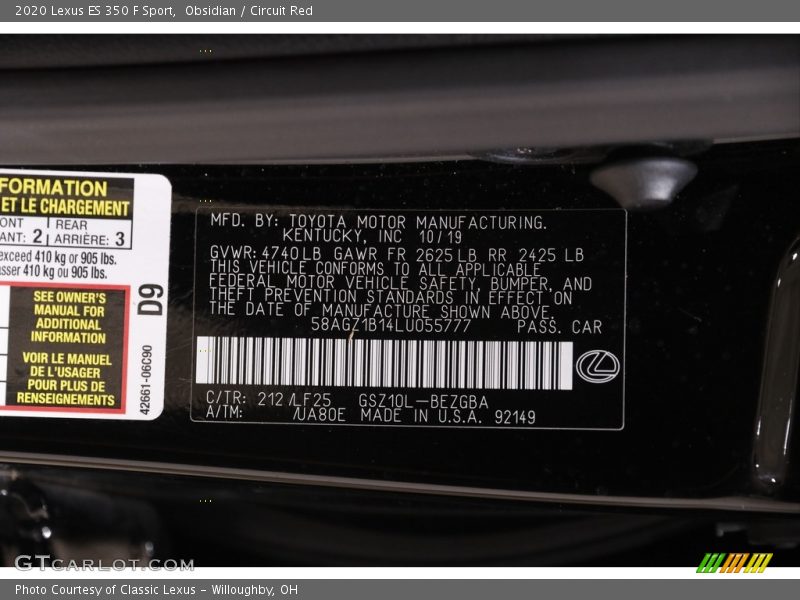 2020 Lexus ES 350 F Sport,  Obsidian / Circuit Red
FORMATION
ET LE CHARGEMENT
ONT
ANT: 2
REAR
ARRIÈRE: 3
exceed 410 kg or 905 lbs.
asser 410 kg ou 905 lbs.
SEE OWNER'S
MANUAL FOR
ADDITIONAL
INFORMATION
VOIR LE MANUEL
DE L'USAGER
POUR PLUS DE
RENSEIGNEMENTS
D9
42661-06C90
MFD. BY: TOYOTA MOTOR MANUFACTURING.
KENTUCKY, INC 10/19
GVWR: 4740LB GAWR FR 2625LB RR 2425 LB
THIS VEHICLE CONFORMS TO ALL APPLICABLE
FEDERAL MOTOR VEHICLE SAFETY, BUMPER, AND
THEFT PREVENTION STANDARDS IN EFFECT ON
THE DATE OF MANUFACTURE SHOWN ABOVE.
58AGZ1B14LU055777 PASS. CAR
C/TR: 212 /LF25 GSZ10L-BEZGBA
A/TM: /UA80E MADE IN U.S.A. 92149
GTCARLOT.COM
Photo Courtesy of Classic Lexus - Willoughby, OH